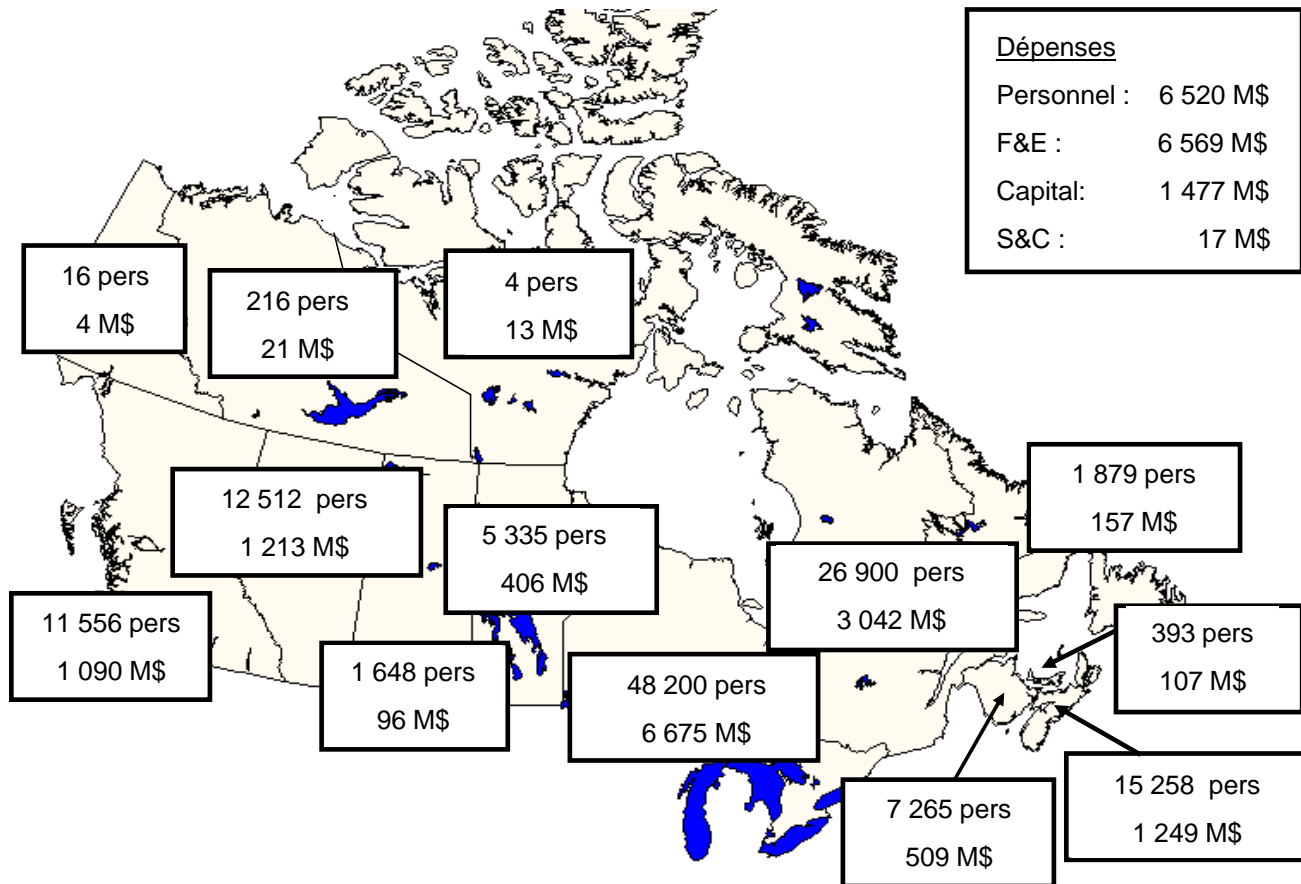 Dépenses
Personnel : 6 520 M$
F&E : 6 569 M$
Capital: 1 477 M$
S&C : 17 M$
16 pers
4 M$
216 pers
21 M$
4 pers
13 M$
12 512 pers
1 213 M$
5 335 pers
406 M$
1 879 pers
157 M$
26 900 pers
3 042 M$
11 556 pers
1 090 M$
1 648 pers
96 M$
48 200 pers
6 675 M$
393 pers
107 M$
7 265 pers
509 M$
15 258 pers
1 249 M$